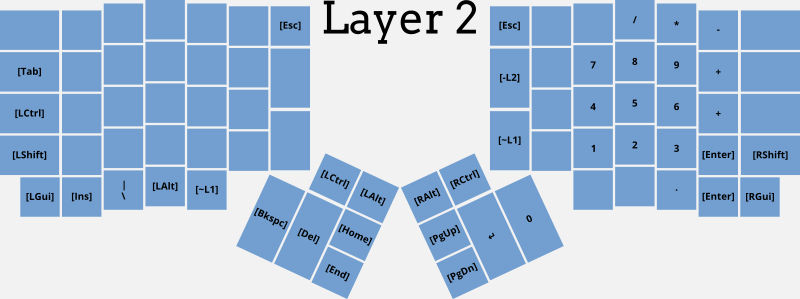 Layer 2
[Esc]
[Tab]
[LCtrl]
[LShift]
[LGui] [Ins] | \ [LAlt] [~L1]
[LCtrl] [LAlt]
[Bkspc] [Del] [Home]
[End]
[Esc] / * -
[-L2] 7 8 9 +
4 5 6 +
[~L1] 1 2 3 [Enter] [RShift]
. [Enter] [RGui]
[RAlt] [RCtrl]
[PgUp] ↵ 0
[PgDn]